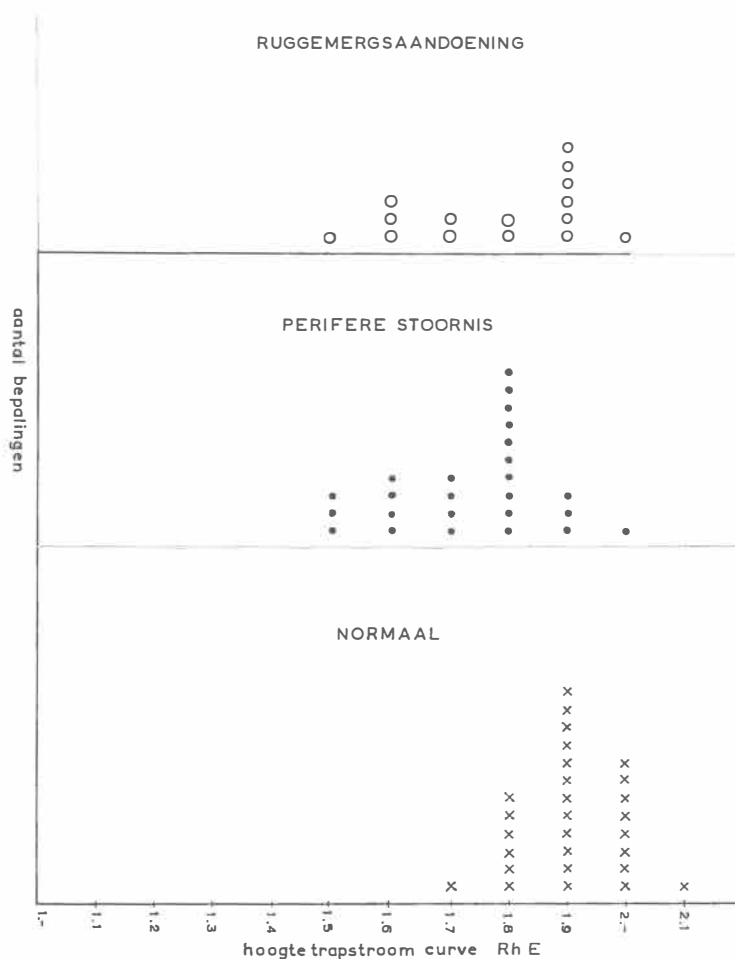 RUGGEMERGSAANDOENING
PERIFERE STOORNIS
aantal bepalingen
NORMAAL
1.- 1.1 1.2 1.3 1.4 1.5 1.6 1.7 1.8 1.9 2.- 2.1
hoogte trapstroom curve RhE